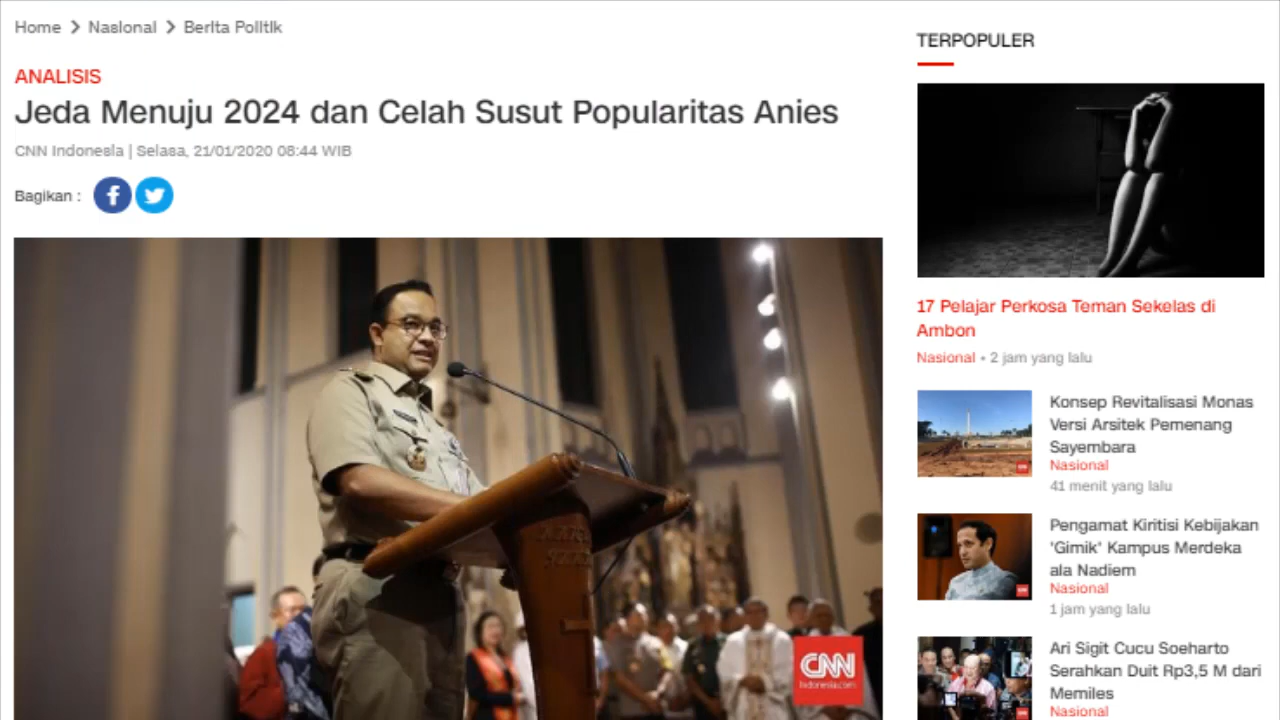 Home > Nasional > Berita Politik
ANALISIS
Jeda Menuju 2024 dan Celah Susut Popularitas Anies
CNN Indonesia | Selasa, 21/01/2020 08:44 WIB
Bagikan :
CNN
Indonesia.com
TERPOPULER
17 Pelajar Perkosa Teman Sekelas di
Ambon
Nasional • 2 jam yang lalu
Konsep Revitalisasi Monas
Versi Arsitek Pemenang
Sayembara
Nasional
41 menit yang lalu
Pengamat Kiritisi Kebijakan
'Gimik' Kampus Merdeka
ala Nadiem
Nasional
1 jam yang lalu
Ari Sigit Cucu Soeharto
Serahkan Duit Rp3,5 M dari
Memiles
Nasional